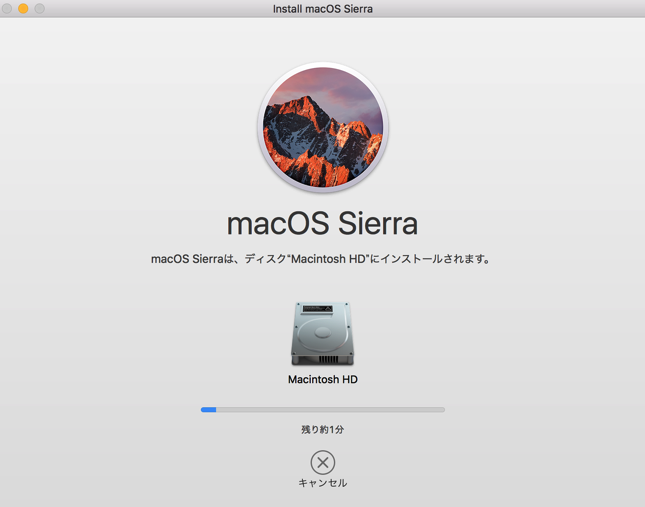 Install macOS Sierra
macOS Sierra
macOS Sierraは、ディスク“Macintosh HD”にインストールされます。
Macintosh HD
残り約1分
キャンセル